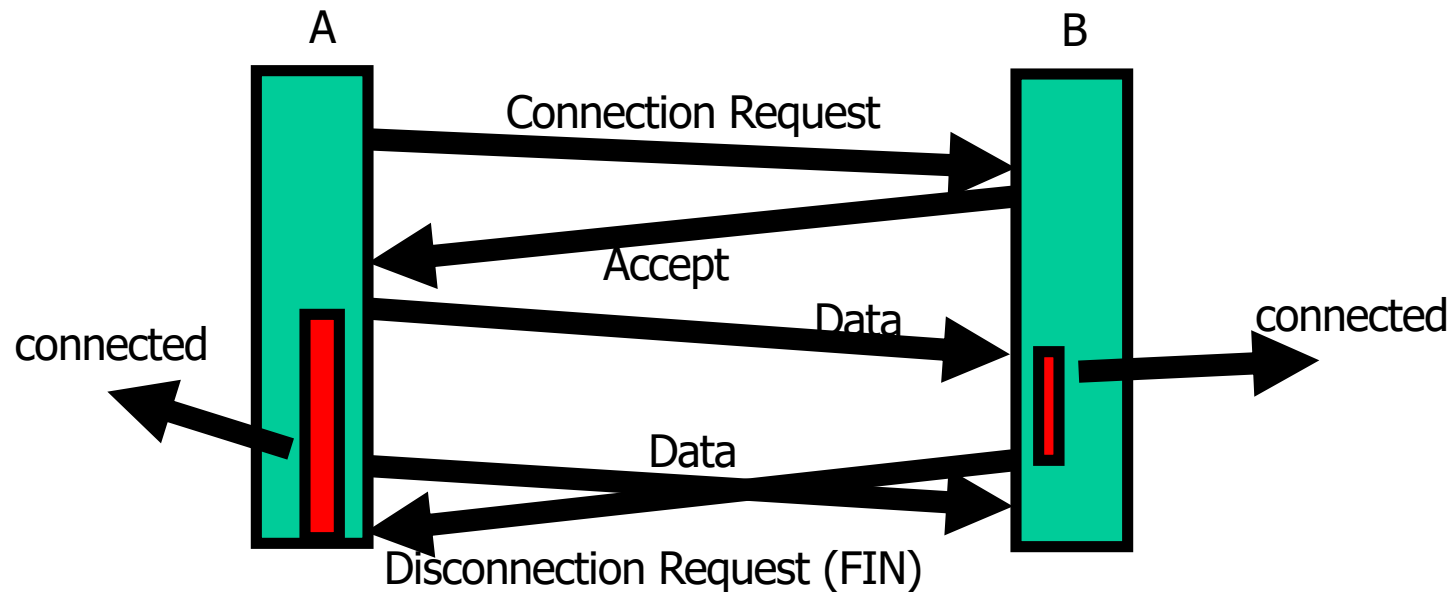 A
B
Connection Request
Accept
Data
connected
connected
Data
Disconnection Request (FIN)